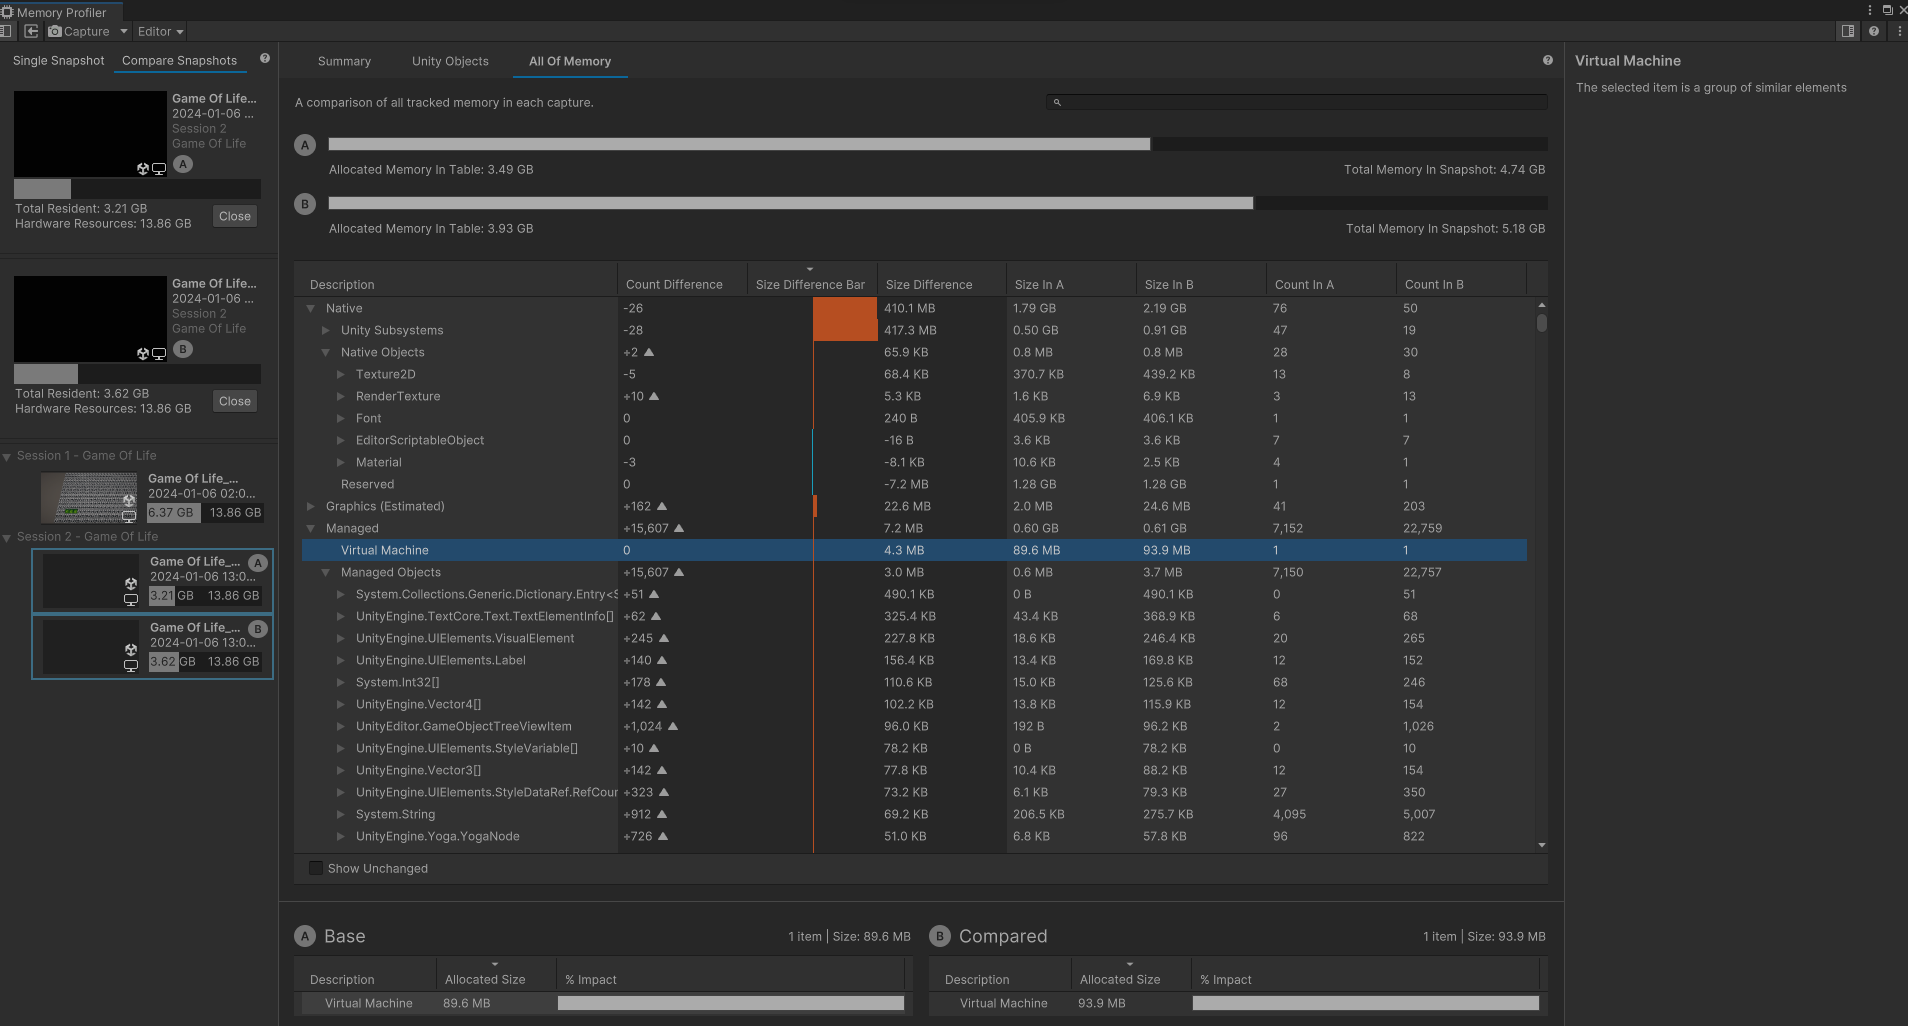 Memory Profiler
Capture
Editor
Single Snapshot
Compare Snapshots
Game Of Life...
2024-01-06 ...
Session 2
Game Of Life
A
Total Resident: 3.21 GB
Hardware Resources: 13.86 GB
Close
Game Of Life...
2024-01-06 ...
Session 2
Game Of Life
B
Total Resident: 3.62 GB
Hardware Resources: 13.86 GB
Close
Session 1 - Game Of Life
Game Of Life_...
2024-01-06 02:0...
6.37 GB 13.86 GB
Session 2 - Game Of Life
Game Of Life_... A
2024-01-06 13:0...
3.21 GB 13.86 GB
Game Of Life_... B
2024-01-06 13:0...
3.62 GB 13.86 GB
Summary Unity Objects All Of Memory
A comparison of all tracked memory in each capture.
A
Allocated Memory In Table: 3.49 GB Total Memory In Snapshot: 4.74 GB
B
Allocated Memory In Table: 3.93 GB Total Memory In Snapshot: 5.18 GB
Description Count Difference Size Difference Bar Size Difference Size In A Size In B Count In A Count In B
Native -26 410.1 MB 1.79 GB 2.19 GB 76 50
Unity Subsystems -28 417.3 MB 0.50 GB 0.91 GB 47 19
Native Objects +2 65.9 KB 0.8 MB 0.8 MB 28 30
Texture2D -5 68.4 KB 370.7 KB 439.2 KB 13 8
RenderTexture +10 5.3 KB 1.6 KB 6.9 KB 3 13
Font 0 240 B 405.9 KB 406.1 KB 1 1
EditorScriptableObject 0 -16 B 3.6 KB 3.6 KB 7 7
Material -3 -8.1 KB 10.6 KB 2.5 KB 4 1
Reserved 0 -7.2 MB 1.28 GB 1.28 GB 1 1
Graphics (Estimated) +162 22.6 MB 2.0 MB 24.6 MB 41 203
Managed +15,607 7.2 MB 0.60 GB 0.61 GB 7,152 22,759
Virtual Machine 0 4.3 MB 89.6 MB 93.9 MB 1 1
Managed Objects +15,607 3.0 MB 0.6 MB 3.7 MB 7,150 22,757
System.Collections.Generic.Dictionary.Entry<S +51 490.1 KB 0 B 490.1 KB 0 51
UnityEngine.TextCore.Text.TextElementInfo[] +62 325.4 KB 43.4 KB 368.9 KB 6 68
UnityEngine.UIElements.VisualElement +245 227.8 KB 18.6 KB 246.4 KB 20 265
UnityEngine.UIElements.Label +140 156.4 KB 13.4 KB 169.8 KB 12 152
System.Int32[] +178 110.6 KB 15.0 KB 125.6 KB 68 246
UnityEngine.Vector4[] +142 102.2 KB 13.8 KB 115.9 KB 12 154
UnityEditor.GameObjectTreeViewItem +1,024 96.0 KB 192 B 96.2 KB 2 1,026
UnityEngine.UIElements.StyleVariable[] +10 78.2 KB 0 B 78.2 KB 0 10
UnityEngine.Vector3[] +142 77.8 KB 10.4 KB 88.2 KB 12 154
UnityEngine.UIElements.StyleDataRef.RefCour +323 73.2 KB 6.1 KB 79.3 KB 27 350
System.String +912 69.2 KB 206.5 KB 275.7 KB 4,095 5,007
UnityEngine.Yoga.YogaNode +726 51.0 KB 6.8 KB 57.8 KB 96 822
Show Unchanged
A Base 1 item | Size: 89.6 MB
Description Allocated Size % Impact
Virtual Machine 89.6 MB
B Compared 1 item | Size: 93.9 MB
Description Allocated Size % Impact
Virtual Machine 93.9 MB
Virtual Machine
The selected item is a group of similar elements